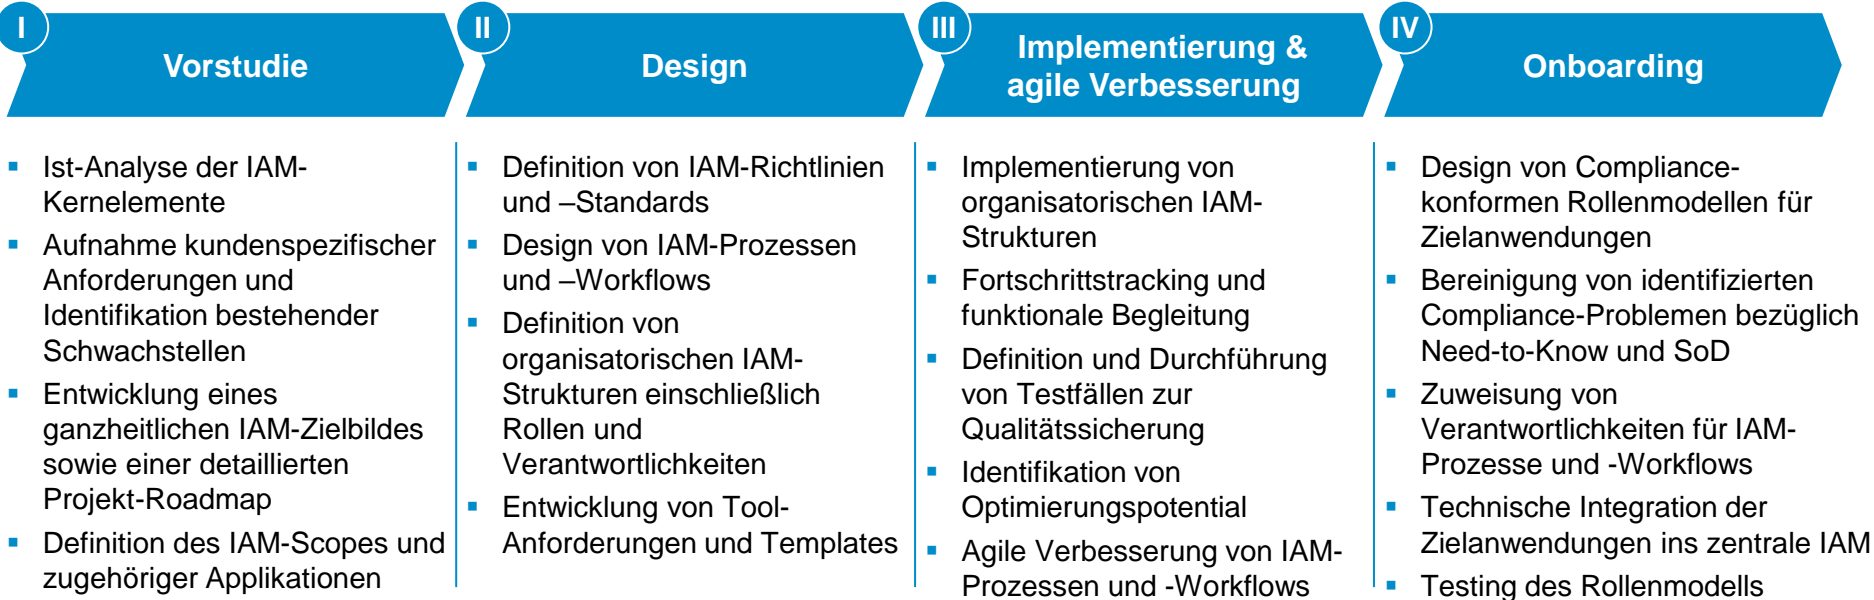 I
Vorstudie
▪ Ist-Analyse der IAM-
Kernelemente
▪ Aufnahme kundenspezifischer
Anforderungen und
Identifikation bestehender
Schwachstellen
▪ Entwicklung eines
ganzheitlichen IAM-Zielbildes
sowie einer detaillierten
Projekt-Roadmap
▪ Definition des IAM-Scopes und
zugehöriger Applikationen
II
Design
▪ Definition von IAM-Richtlinien
und –Standards
▪ Design von IAM-Prozessen
und –Workflows
▪ Definition von
organisatorischen IAM-
Strukturen einschließlich
Rollen und
Verantwortlichkeiten
▪ Entwicklung von Tool-
Anforderungen und Templates
III
Implementierung &
agile Verbesserung
▪ Implementierung von
organisatorischen IAM-
Strukturen
▪ Fortschrittstracking und
funktionale Begleitung
▪ Definition und Durchführung
von Testfällen zur
Qualitätssicherung
▪ Identifikation von
Optimierungspotential
▪ Agile Verbesserung von IAM-
Prozessen und -Workflows
IV
Onboarding
▪ Design von Compliance-
konformen Rollenmodellen für
Zielanwendungen
▪ Bereinigung von identifizierten
Compliance-Problemen bezüglich
Need-to-Know und SoD
▪ Zuweisung von
Verantwortlichkeiten für IAM-
Prozesse und -Workflows
▪ Technische Integration der
Zielanwendungen ins zentrale IAM
▪ Testing des Rollenmodells